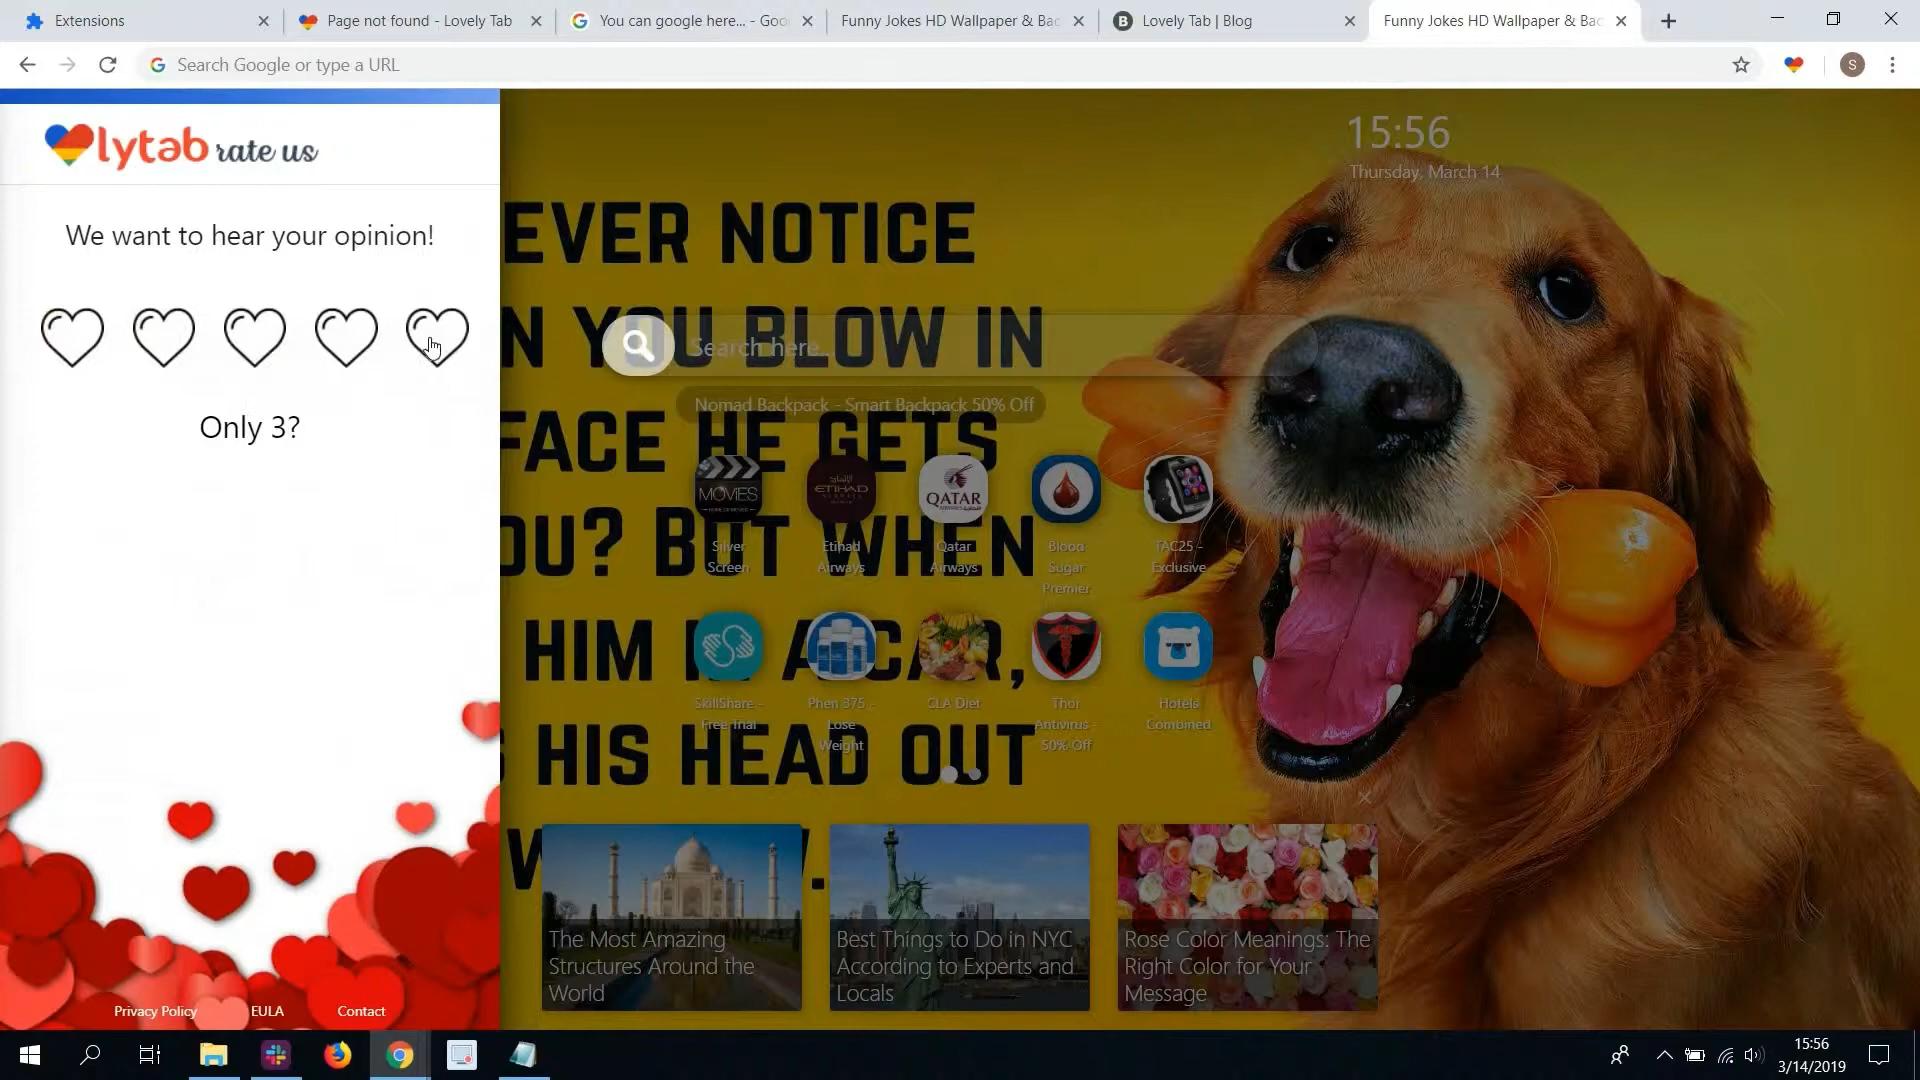 Extensions
Page not found - Lovely Tab
You can google here... - Goo
Funny Jokes HD Wallpaper & Bac
Lovely Tab | Blog
Funny Jokes HD Wallpaper & Bac
Search Google or type a URL
S
lytab rate us
We want to hear your opinion!
Only 3?
Privacy Policy
EULA
Contact
15:56
Thursday, March 14
EVER NOTICE
N YOU BLOW IN
FACE HE GETS
OU? BUT WHEN
HIM A CAR,
HIS HEAD OUT
W
Search here...
Nomad Backpack - Smart Backpack 50% Off
MOVIES
ETIHAD
QATAR
Silver
Screen
Etihad
Airways
Qatar
Airways
Blood
Sugar
Premier
TAC25 -
Exclusive
SkillShare -
Free Trial
Phen 375 -
Lose
Weight
CLA Diet
Thor
Antivirus -
50% Off
Hotels
Combined
The Most Amazing
Structures Around the
World
Best Things to Do in NYC
According to Experts and
Locals
Rose Color Meanings: The
Right Color for Your
Message
15:56
3/14/2019